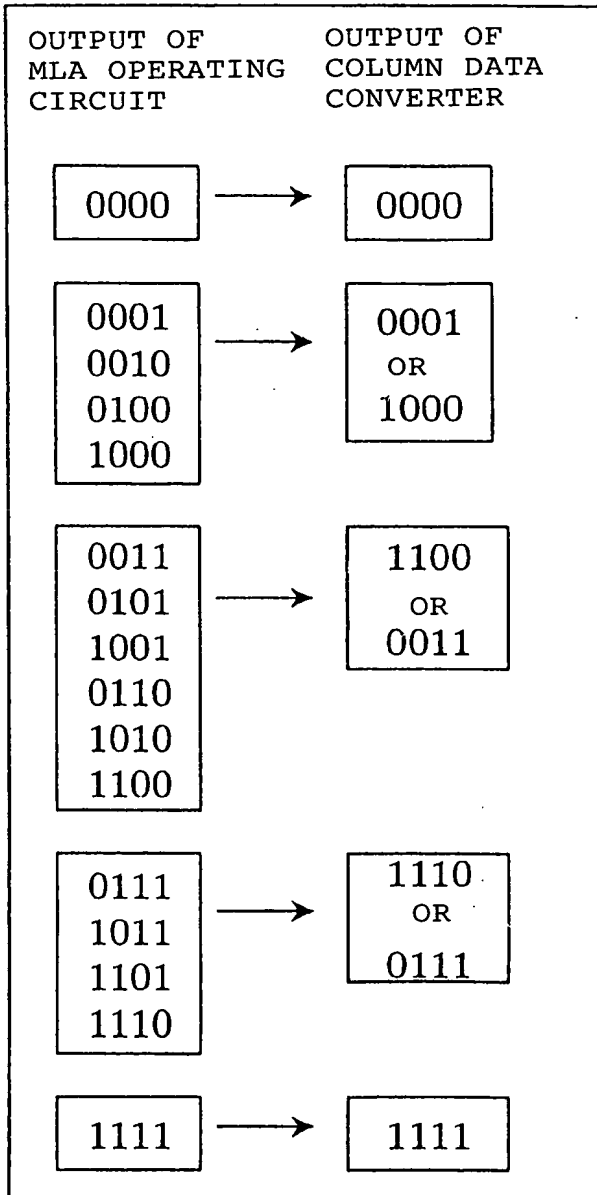 OUTPUT OF
MLA OPERATING
CIRCUIT
OUTPUT OF
COLUMN DATA
CONVERTER
0000
0000
0001
0010
0100
1000
0001
OR
1000
0011
0101
1001
0110
1010
1100
1100
OR
0011
0111
1011
1101
1110
1110
OR
0111
1111
1111